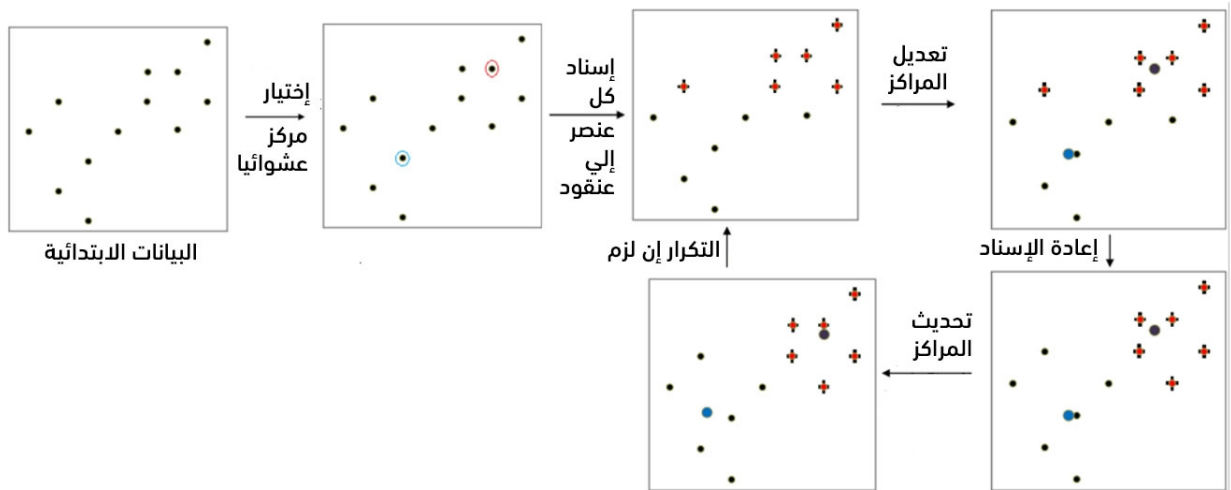 البيانات الابتدائية
إختيار
مركز
عشوائيا
إسناد
كل
عنصر
إلي
عنقود
تعديل
المراكز
إعادة الإسناد
تحديث
المراكز
التكرار إن لزم